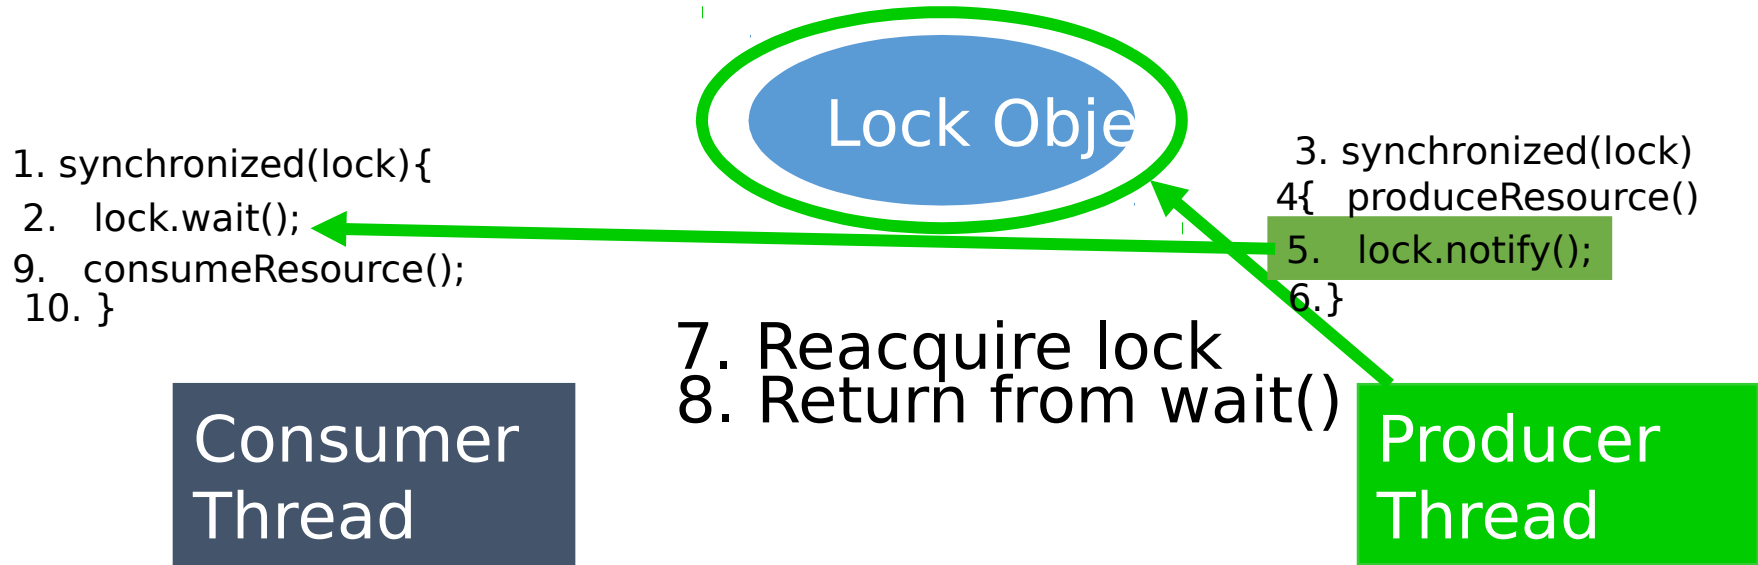 Lock Obje
1. synchronized(lock){
2. lock.wait();
9. consumeResource();
10. }
3. synchronized(lock)
4{ produceResource()
5. lock.notify();
6.}
7. Reacquire lock
8. Return from wait()
Consumer
Thread
Producer
Thread